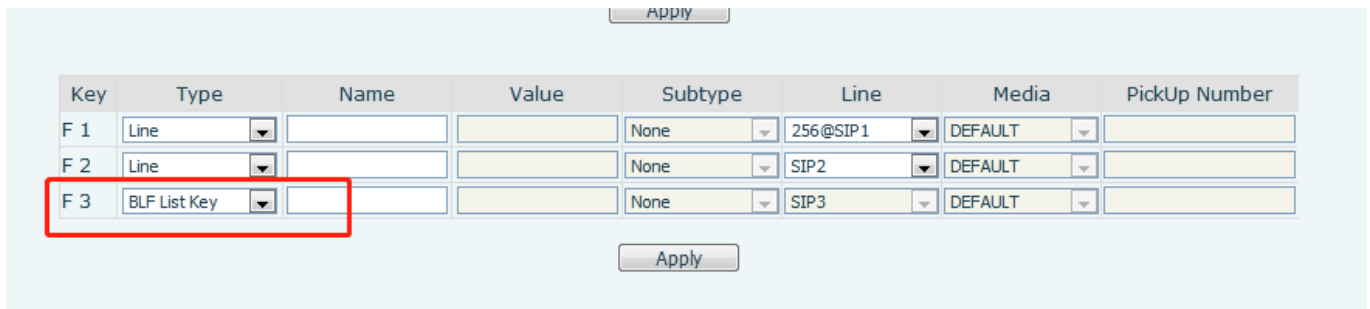 Apply
Key Type Name Value Subtype Line Media PickUp Number
F 1 Line None 256@SIP1 DEFAULT
F 2 Line None SIP2 DEFAULT
F 3 BLF List Key None SIP3 DEFAULT
Apply